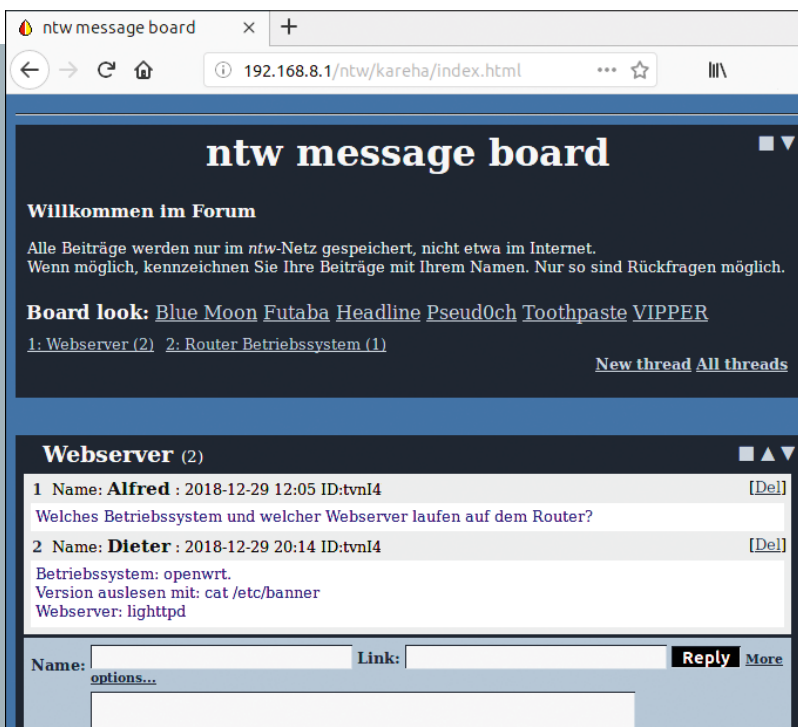 ntw message board
192.168.8.1/ntw/kareha/index.html
ntw message board
Willkommen im Forum
Alle Beiträge werden nur im ntw-Netz gespeichert, nicht etwa im Internet.
Wenn möglich, kennzeichnen Sie Ihre Beiträge mit Ihrem Namen. Nur so sind Rückfragen möglich.
Board look: Blue Moon Futaba Headline Pseud0ch Toothpaste VIPPER
1: Webserver (2) 2: Router Betriebssystem (1)
New thread All threads
Webserver (2)
1 Name: Alfred : 2018-12-29 12:05 ID:tvnI4 [Del]
Welches Betriebssystem und welcher Webserver laufen auf dem Router?
2 Name: Dieter : 2018-12-29 20:14 ID:tvnI4 [Del]
Betriebssystem: openwrt.
Version auslesen mit: cat /etc/banner
Webserver: lighttpd
Name: Link: Reply More
options...